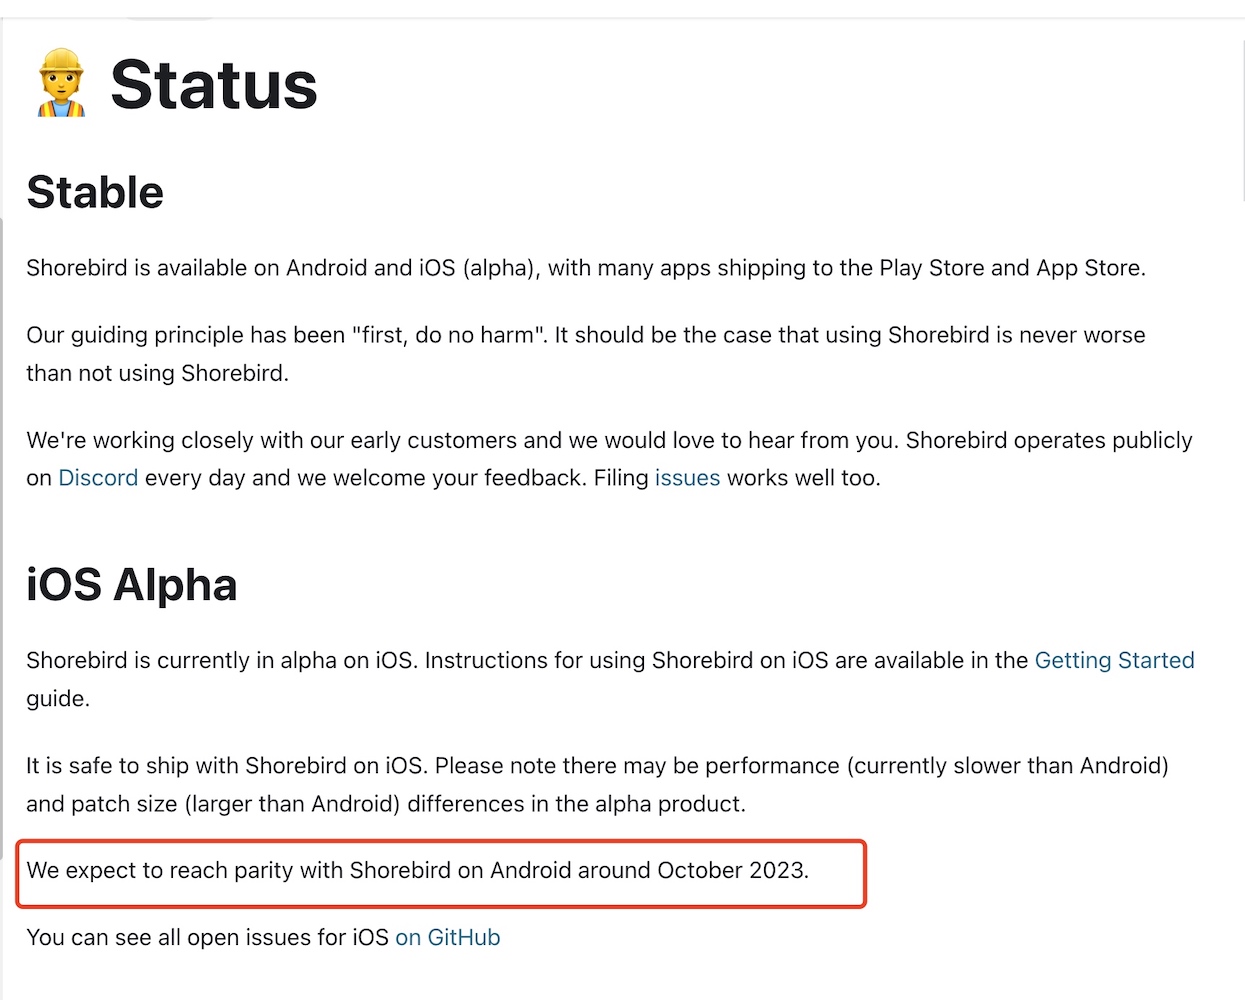 Status
Stable
Shorebird is available on Android and iOS (alpha), with many apps shipping to the Play Store and App Store.
Our guiding principle has been "first, do no harm". It should be the case that using Shorebird is never worse
than not using Shorebird.
We're working closely with our early customers and we would love to hear from you. Shorebird operates publicly
on Discord every day and we welcome your feedback. Filing issues works well too.
iOS Alpha
Shorebird is currently in alpha on iOS. Instructions for using Shorebird on iOS are available in the Getting Started
guide.
It is safe to ship with Shorebird on iOS. Please note there may be performance (currently slower than Android)
and patch size (larger than Android) differences in the alpha product.
We expect to reach parity with Shorebird on Android around October 2023.
You can see all open issues for iOS on GitHub